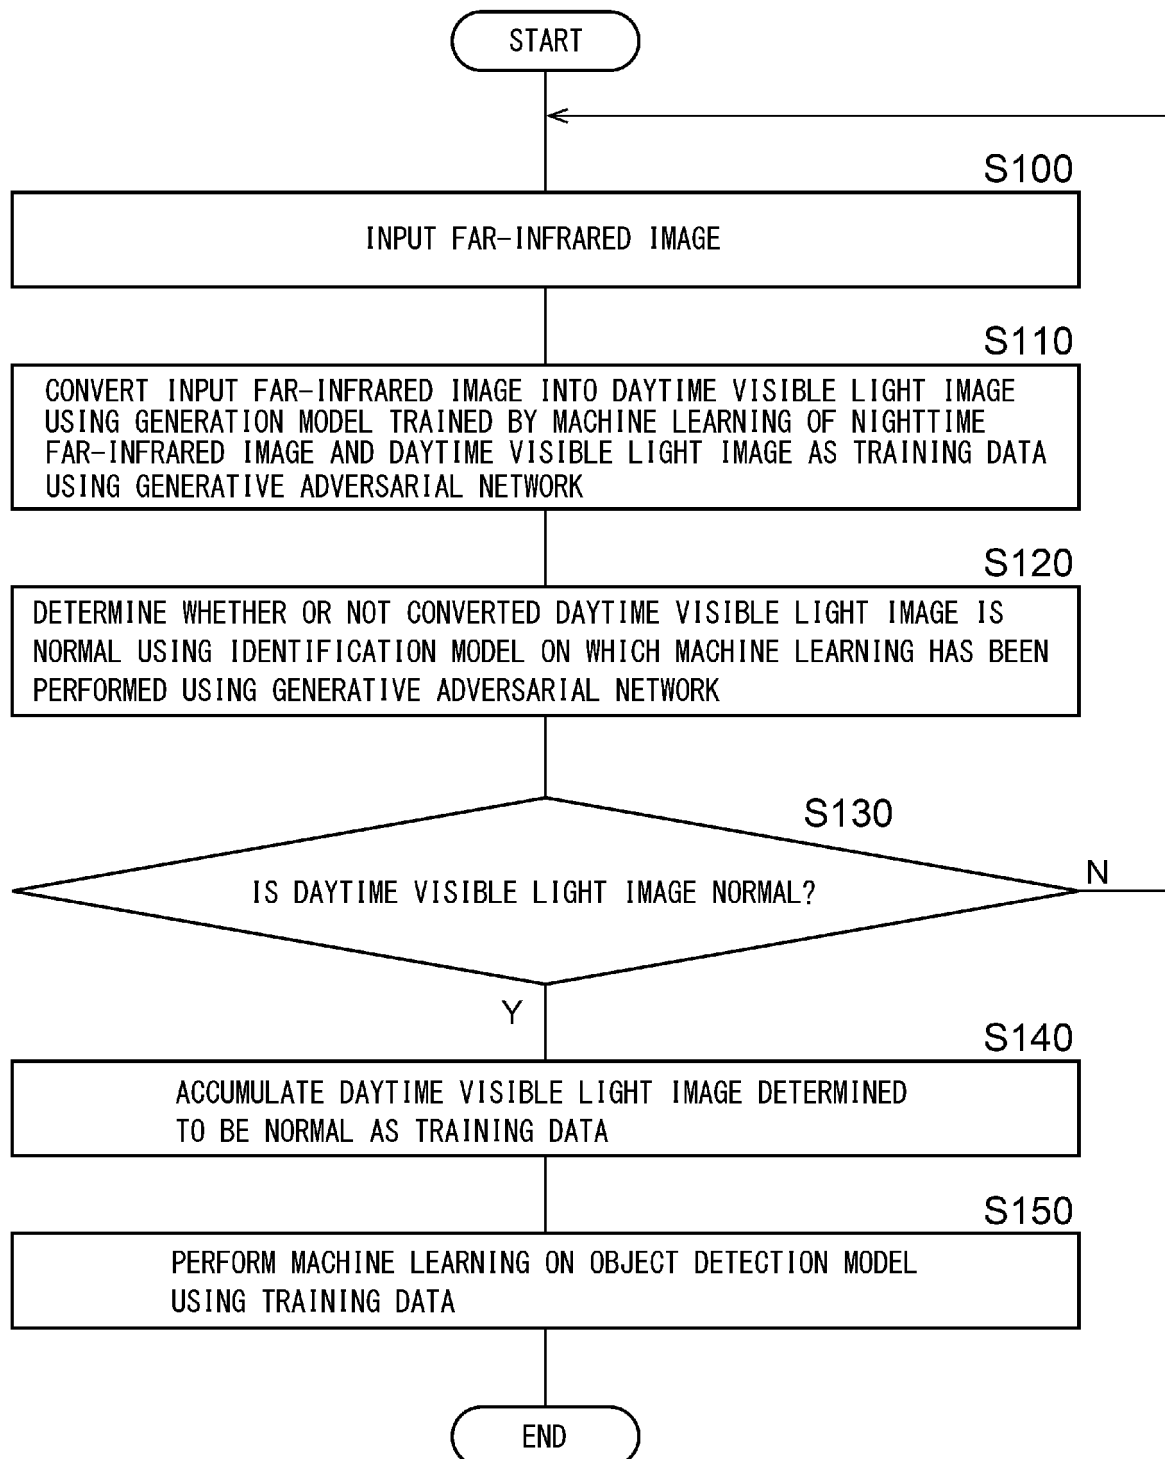 START
S100
INPUT FAR-INFRARED IMAGE
S110
CONVERT INPUT FAR-INFRARED IMAGE INTO DAYTIME VISIBLE LIGHT IMAGE
USING GENERATION MODEL TRAINED BY MACHINE LEARNING OF NIGHTTIME
FAR-INFRARED IMAGE AND DAYTIME VISIBLE LIGHT IMAGE AS TRAINING DATA
USING GENERATIVE ADVERSARIAL NETWORK
S120
DETERMINE WHETHER OR NOT CONVERTED DAYTIME VISIBLE LIGHT IMAGE IS
NORMAL USING IDENTIFICATION MODEL ON WHICH MACHINE LEARNING HAS BEEN
PERFORMED USING GENERATIVE ADVERSARIAL NETWORK
S130
IS DAYTIME VISIBLE LIGHT IMAGE NORMAL?
N
Y
S140
ACCUMULATE DAYTIME VISIBLE LIGHT IMAGE DETERMINED
TO BE NORMAL AS TRAINING DATA
S150
PERFORM MACHINE LEARNING ON OBJECT DETECTION MODEL
USING TRAINING DATA
END